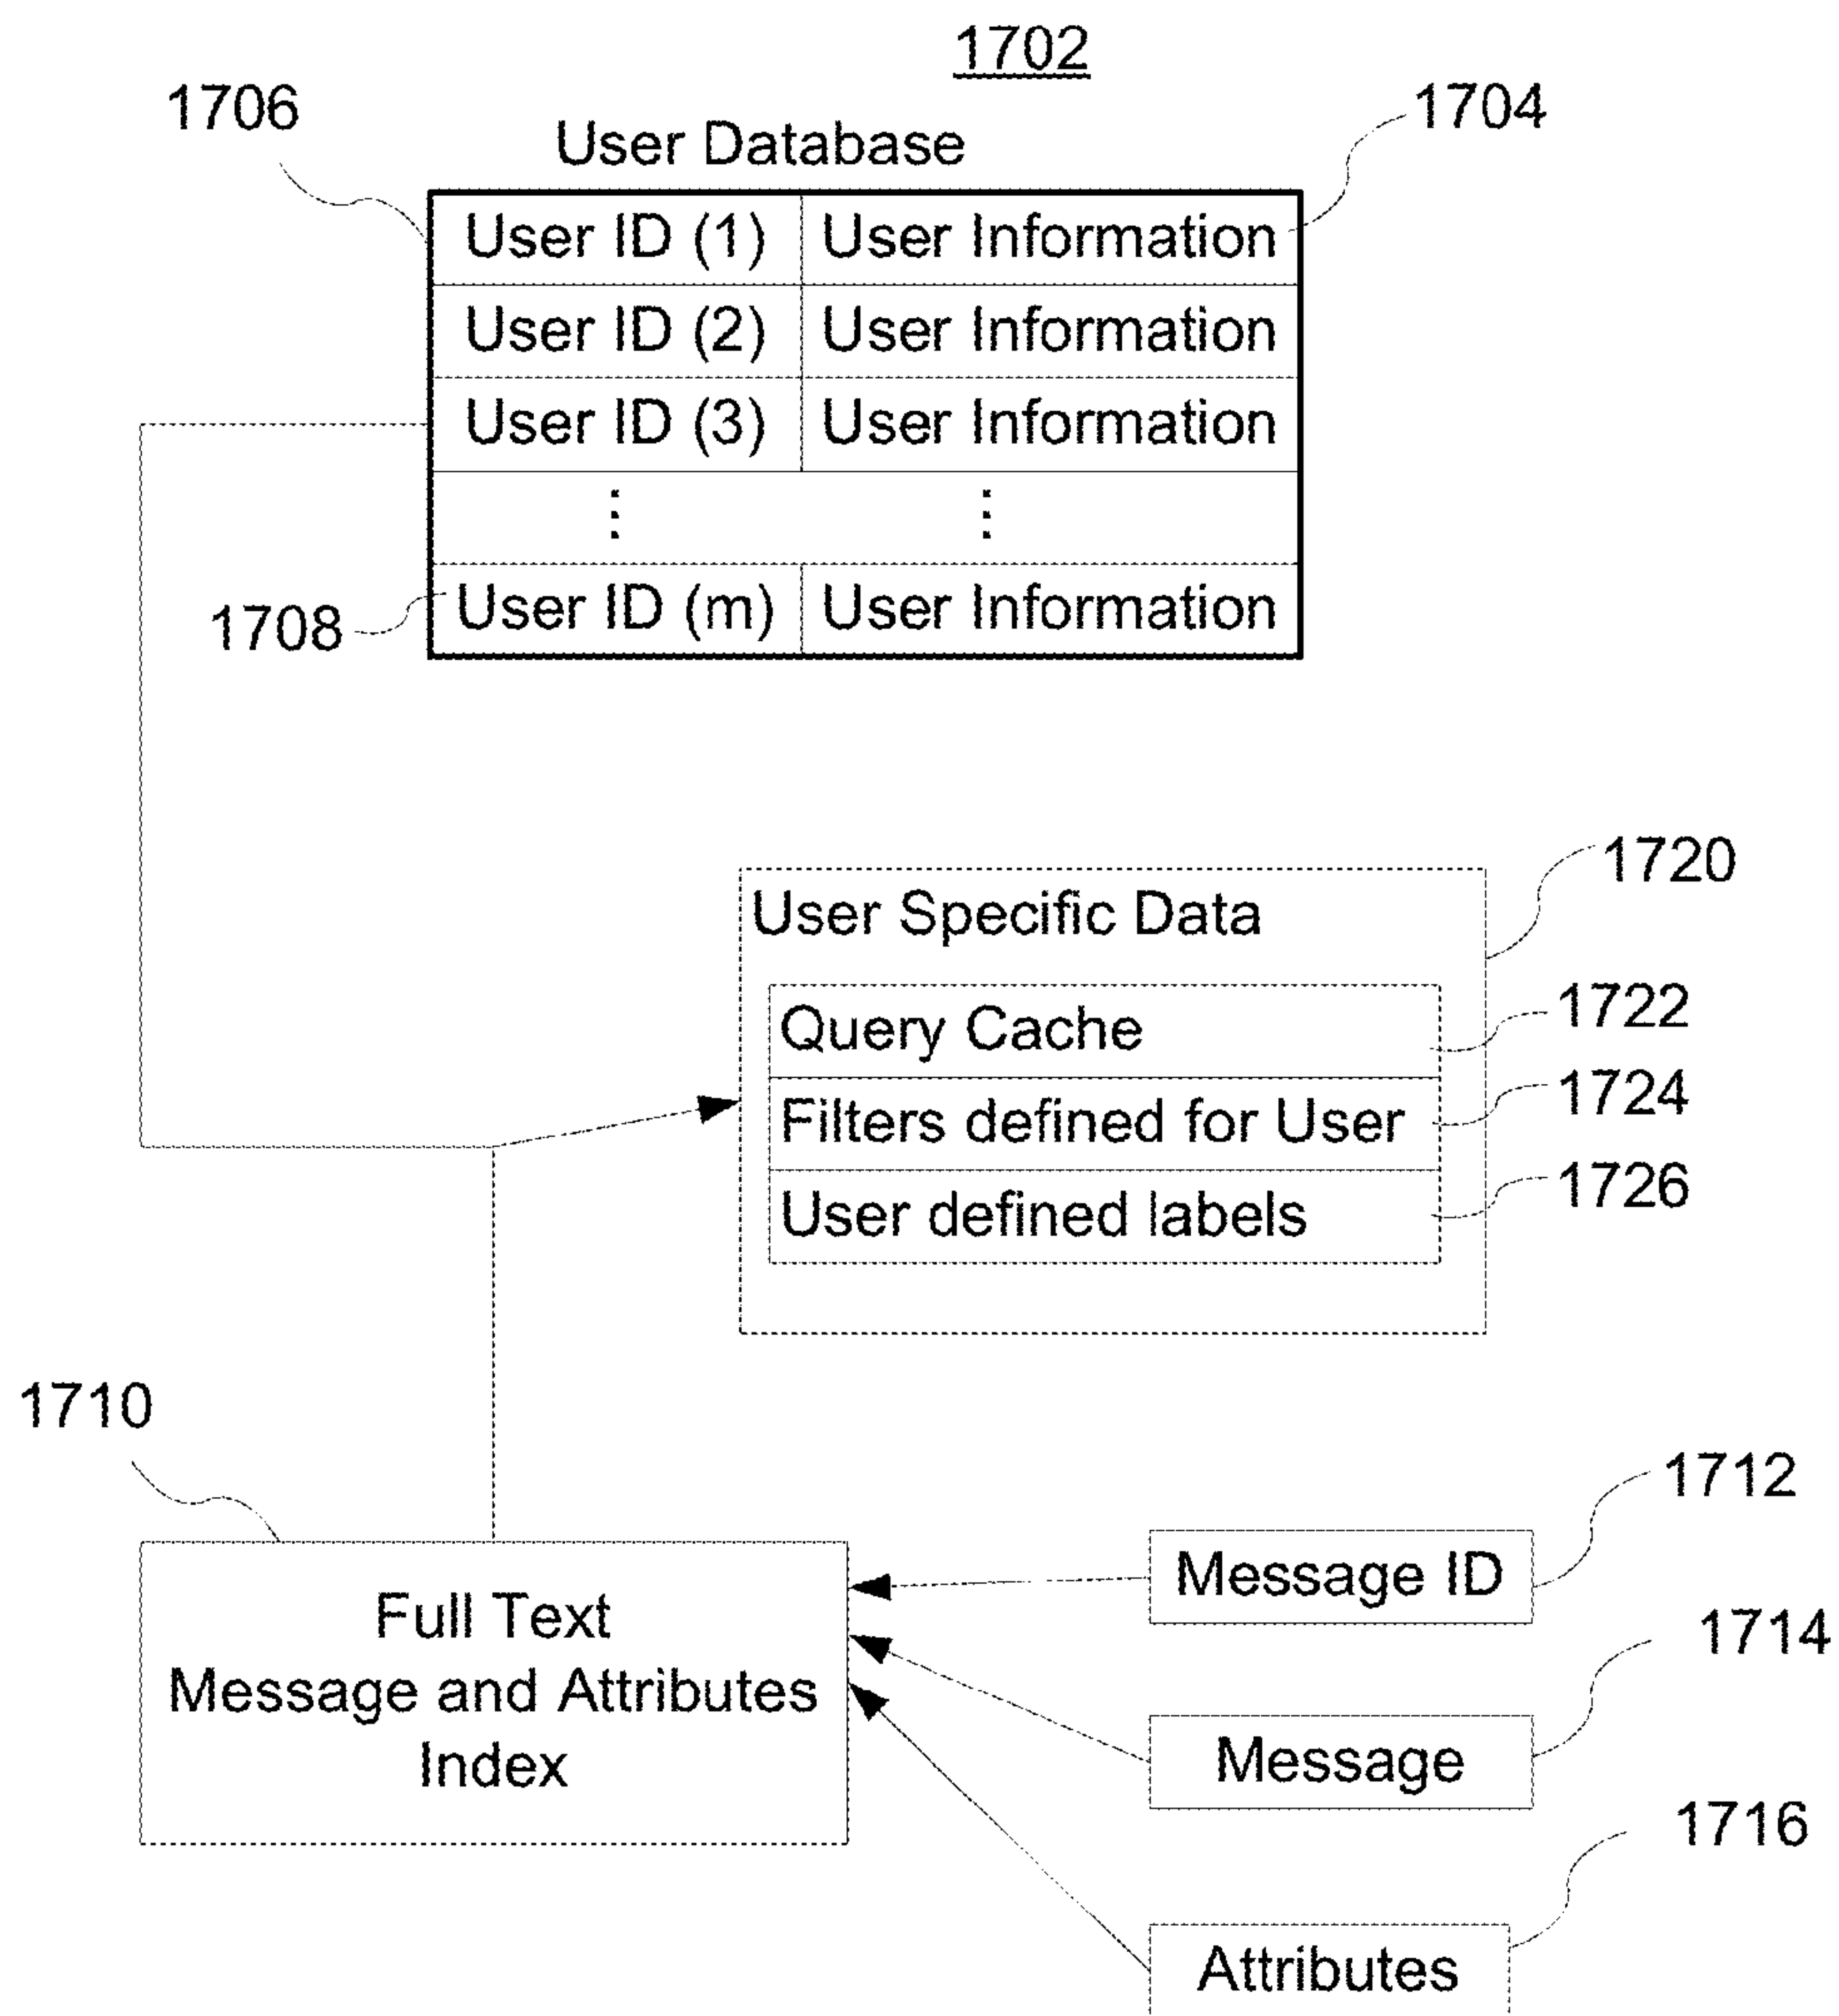 1702
1706
1704
User Database
User ID (1) User Information
User ID (2) User Information
User ID (3) User Information
⋮ ⋮
1708
User ID (m) User Information
1720
User Specific Data
Query Cache
1722
Filters defined for User
1724
User defined labels
1726
1710
Full Text
Message and Attributes
Index
1712
Message ID
1714
Message
1716
Attributes